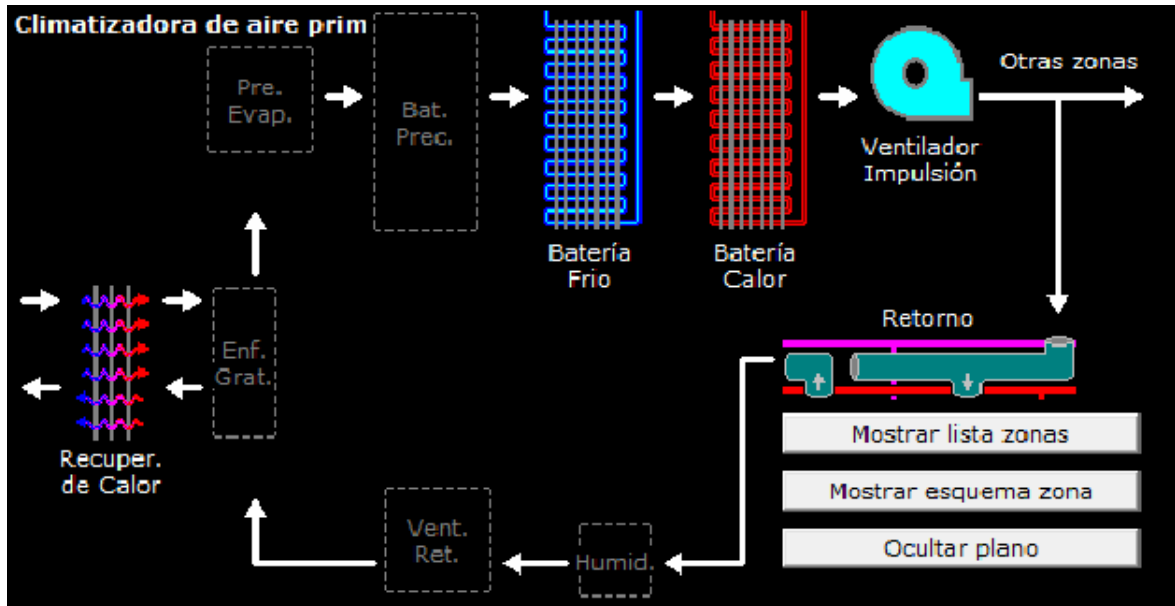 Climatizadora de aire prim
Pre.
Evap.
Bat.
Prec.
Batería
Frio
Batería
Calor
Ventilador
Impulsión
Otras zonas
Recuper.
de Calor
Enf.
Grat.
Retorno
Mostrar lista zonas
Mostrar esquema zona
Ocultar plano
Vent.
Ret.
Humid.